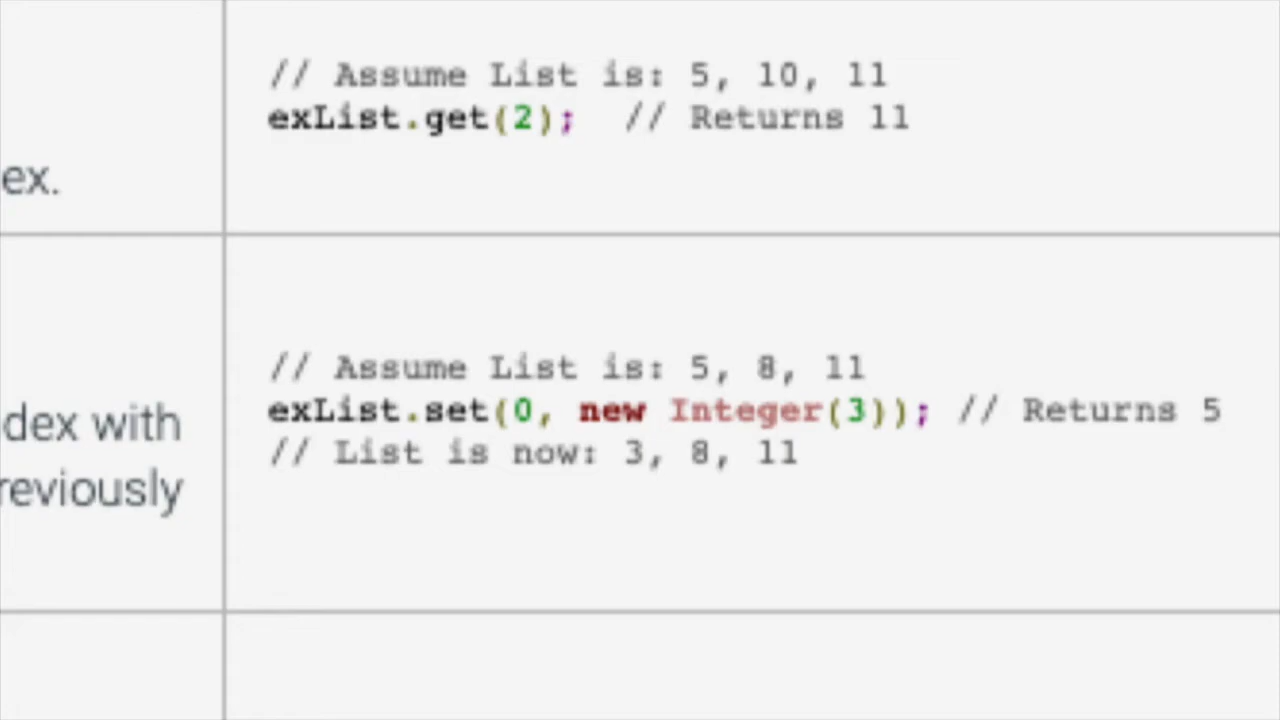 // Assume List is: 5, 10, 11
exList.get(2);  // Returns 11
ex.
// Assume List is: 5, 8, 11
exList.set(0, new Integer(3)); // Returns 5
dex with
// List is now: 3, 8, 11
reviously